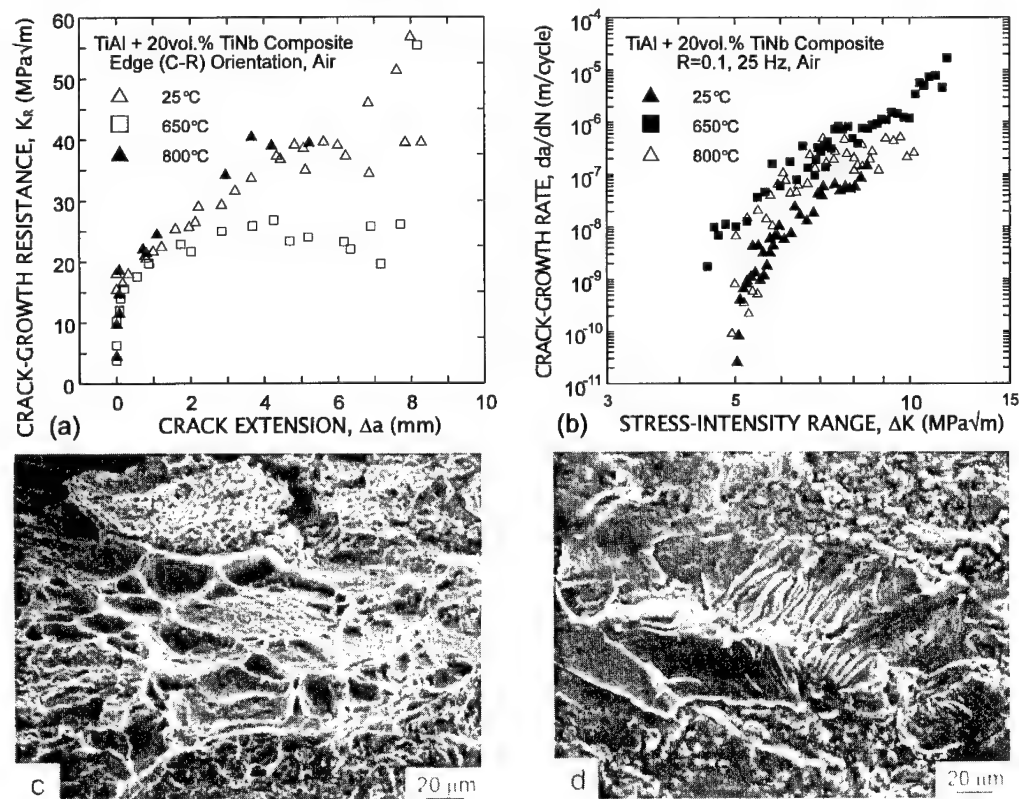 CRACK-GROWTH RESISTANCE, K_R (MPa√m)
60
50
40
30
20
10
0
TiAl + 20vol.% TiNb Composite
Edge (C-R) Orientation, Air
△ 25°C
□ 650°C
▲ 800°C
0 2 4 6 8 10
(a) CRACK EXTENSION, Δa (mm)
CRACK-GROWTH RATE, da/dN (m/cycle)
10⁻⁴
10⁻⁵
10⁻⁶
10⁻⁷
10⁻⁸
10⁻⁹
10⁻¹⁰
10⁻¹¹
TiAl + 20vol.% TiNb Composite
R=0.1, 25 Hz, Air
▲ 25°C
■ 650°C
△ 800°C
3 5 10 15
(b) STRESS-INTENSITY RANGE, ΔK (MPa√m)
c 20 µm
d 20 µm